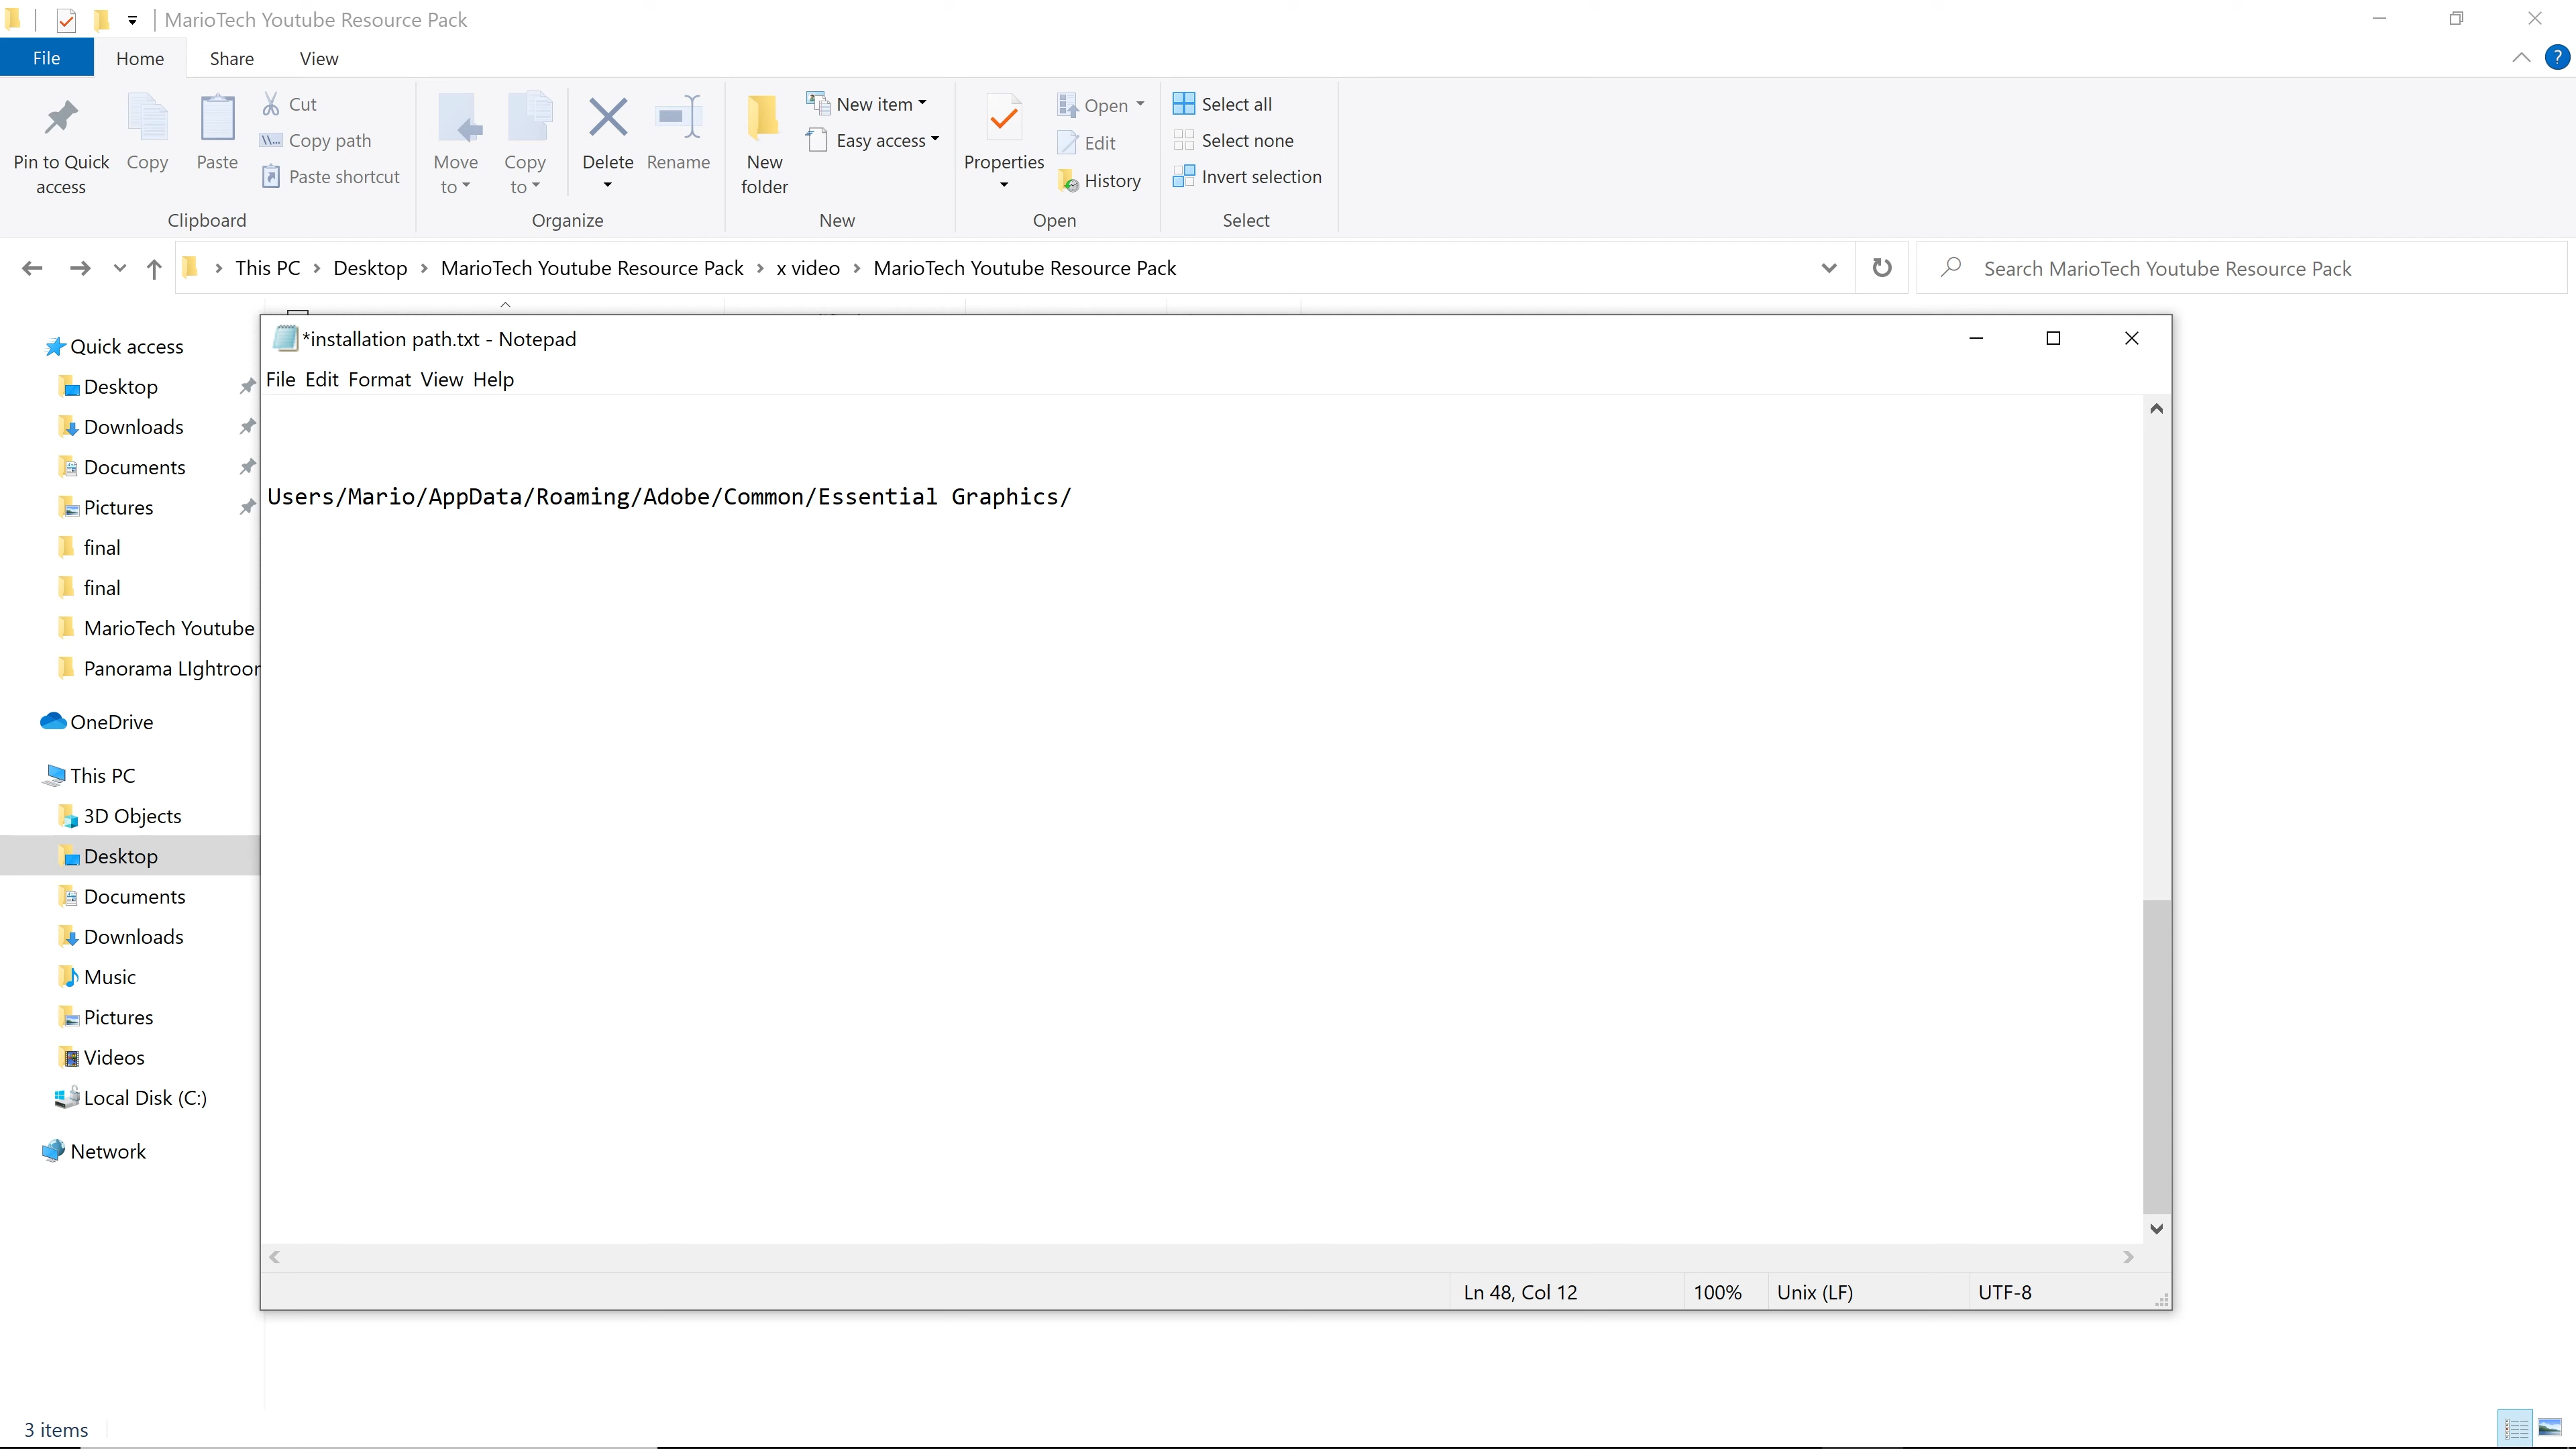 MarioTech Youtube Resource Pack
File Home Share View
Pin to Quick access
Copy
Paste
Cut
Copy path
Paste shortcut
Clipboard
Move to
Copy to
Delete
Rename
Organize
New folder
New item
Easy access
New
Properties
Open
Edit
History
Open
Select all
Select none
Invert selection
Select
This PC > Desktop > MarioTech Youtube Resource Pack > x video > MarioTech Youtube Resource Pack
Search MarioTech Youtube Resource Pack
Quick access
Desktop
Downloads
Documents
Pictures
final
final
MarioTech Youtube
Panorama LIghtroor
OneDrive
This PC
3D Objects
Desktop
Documents
Downloads
Music
Pictures
Videos
Local Disk (C:)
Network
*installation path.txt - Notepad
File Edit Format View Help
Users/Mario/AppData/Roaming/Adobe/Common/Essential Graphics/
Ln 48, Col 12 100% Unix (LF) UTF-8
3 items